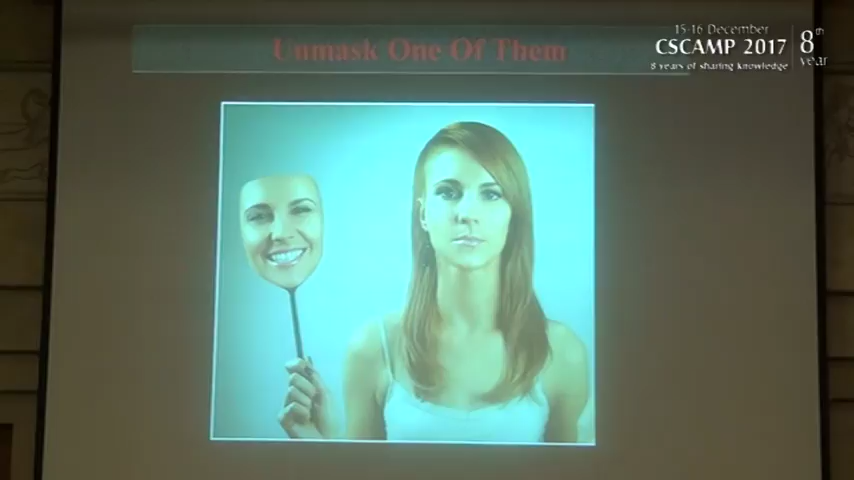 Unmask One Of Them
15-16 December
CSCAMP 2017
8 years of sharing knowledge
8th
year